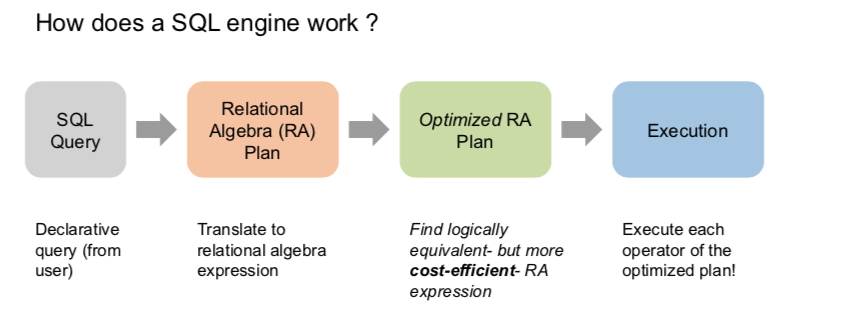 How does a SQL engine work ?
SQL
Query
Relational
Algebra (RA)
Plan
Optimized RA
Plan
Execution
Declarative
query (from
user)
Translate to
relational algebra
expression
Find logically
equivalent- but more
cost-efficient- RA
expression
Execute each
operator of the
optimized plan!